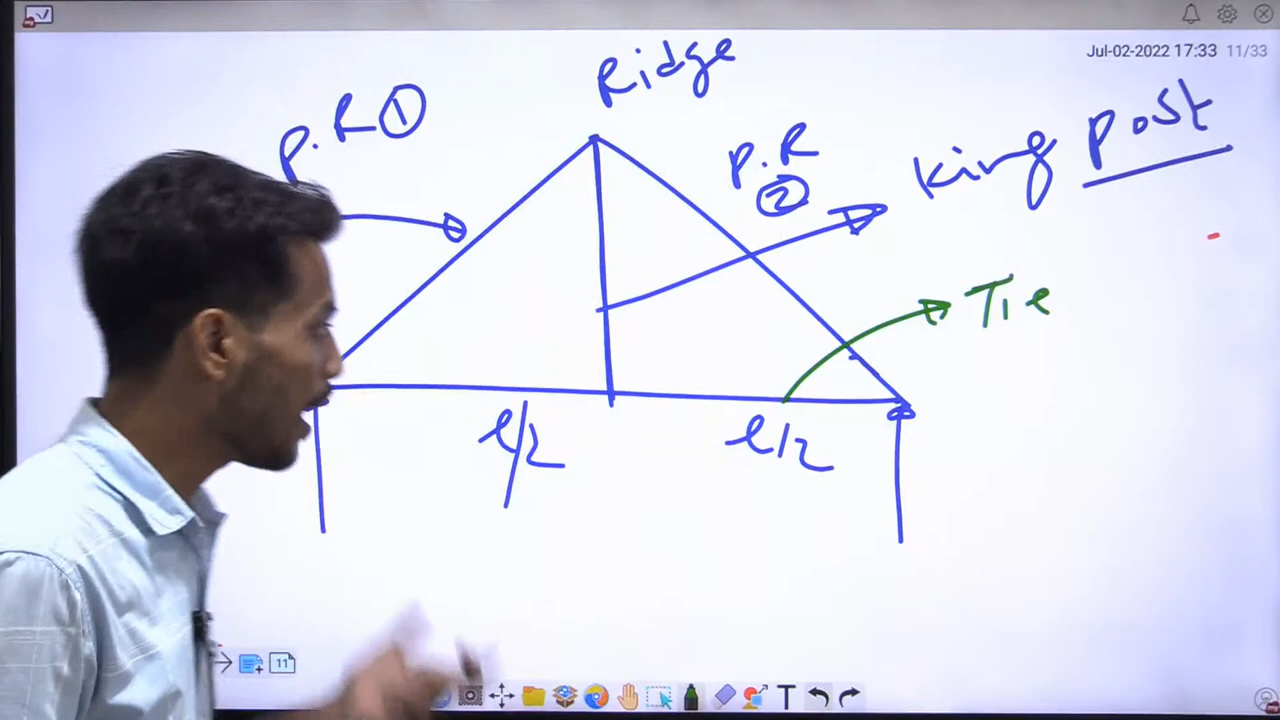 Jul-02-2022 17:33 11/33
Ridge
P.R ①
P.R
②
King Post
Tie
l/2
l/2
11
T